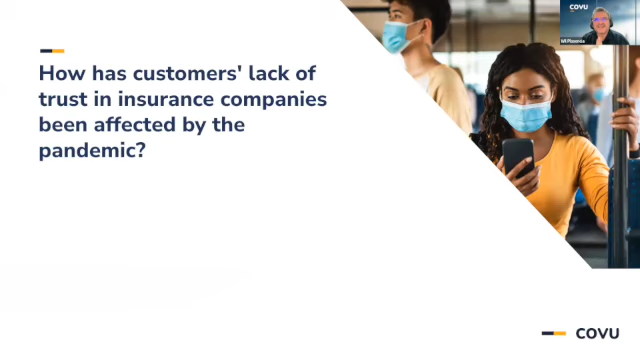 How has customers' lack of
trust in insurance companies
been affected by the
pandemic?
COVU
COVU